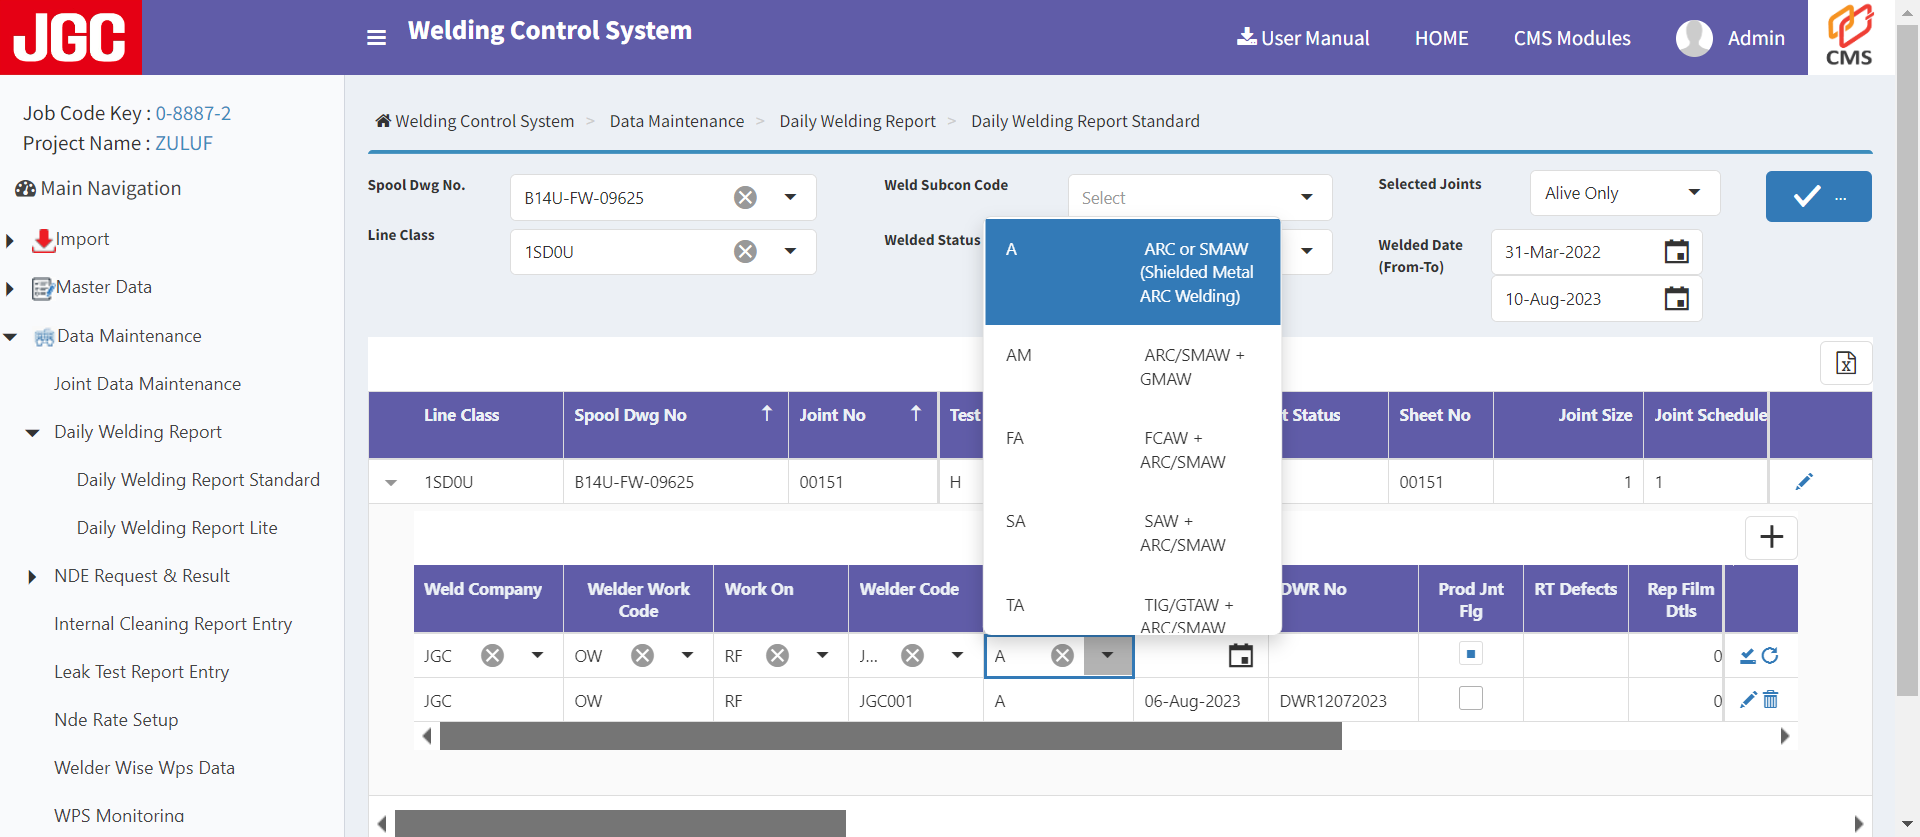 JGC
Welding Control System
User Manual
HOME
CMS Modules
Admin
CMS
Job Code Key : 0-8887-2
Project Name : ZULUF
Main Navigation
Import
Master Data
Data Maintenance
Joint Data Maintenance
Daily Welding Report
Daily Welding Report Standard
Daily Welding Report Lite
NDE Request & Result
Internal Cleaning Report Entry
Leak Test Report Entry
Nde Rate Setup
Welder Wise Wps Data
WPS Monitoring
Welding Control System > Data Maintenance > Daily Welding Report > Daily Welding Report Standard
Spool Dwg No.
B14U-FW-09625
Line Class
1SD0U
Weld Subcon Code
Select
Welded Status
Selected Joints
Alive Only
...
Welded Date
(From-To)
31-Mar-2022
10-Aug-2023
A ARC or SMAW
(Shielded Metal
ARC Welding)
AM ARC/SMAW +
GMAW
FA FCAW +
ARC/SMAW
SA SAW +
ARC/SMAW
TA TIG/GTAW +
ARC/SMAW
Line Class Spool Dwg No Joint No Test t Status Sheet No Joint Size Joint Schedule
1SD0U B14U-FW-09625 00151 H 00151 1 1
Weld Company Welder Work
Code Work On Welder Code DWR No Prod Jnt
Flg RT Defects Rep Film
Dtls
JGC OW RF J... A 0
JGC OW RF JGC001 A 06-Aug-2023 DWR12072023 0